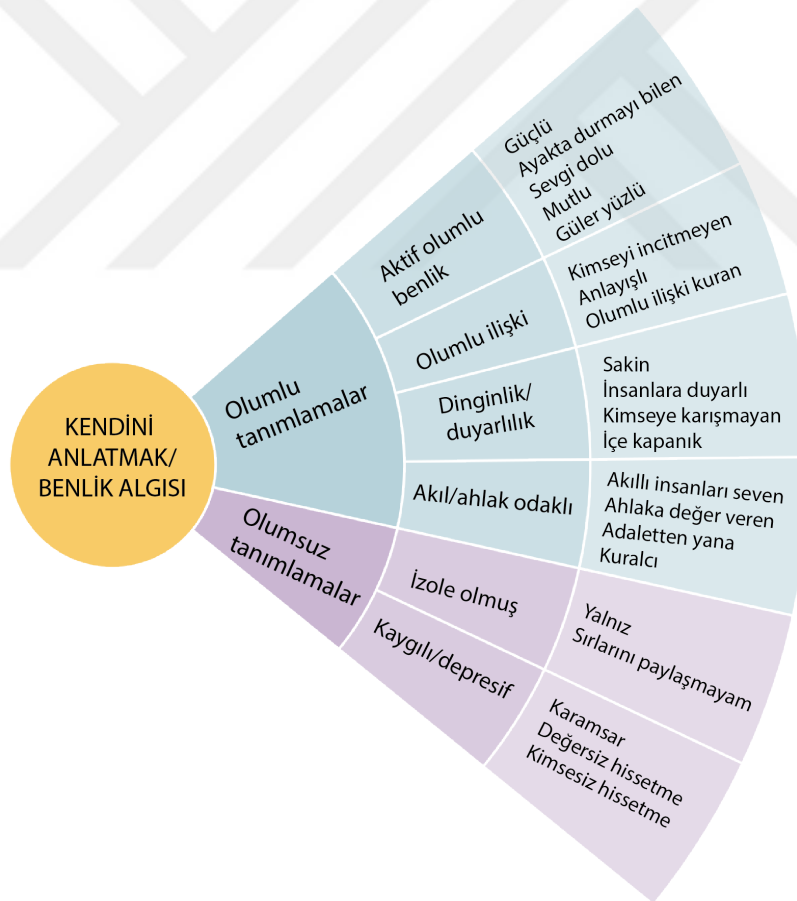 KENDİNİ
ANLATMAK/
BENLİK ALGISI
Olumlu
tanımlamalar
Aktif olumlu
benlik
Güçlü
Ayakta durmayı bilen
Sevgi dolu
Mutlu
Güler yüzlü
Olumlu ilişki
Kimseyi incitmeyen
Anlayışlı
Olumlu ilişki kuran
Dinginlik/
duyarlılık
Sakin
İnsanlara duyarlı
Kimseye karışmayan
İçe kapanık
Akıl/ahlak odaklı
Akıllı insanları seven
Ahlaka değer veren
Adaletten yana
Kuralcı
Olumsuz
tanımlamalar
İzole olmuş
Yalnız
Sırlarını paylaşmayam
Kaygılı/depresif
Karamsar
Değersiz hissetme
Kimsesiz hissetme